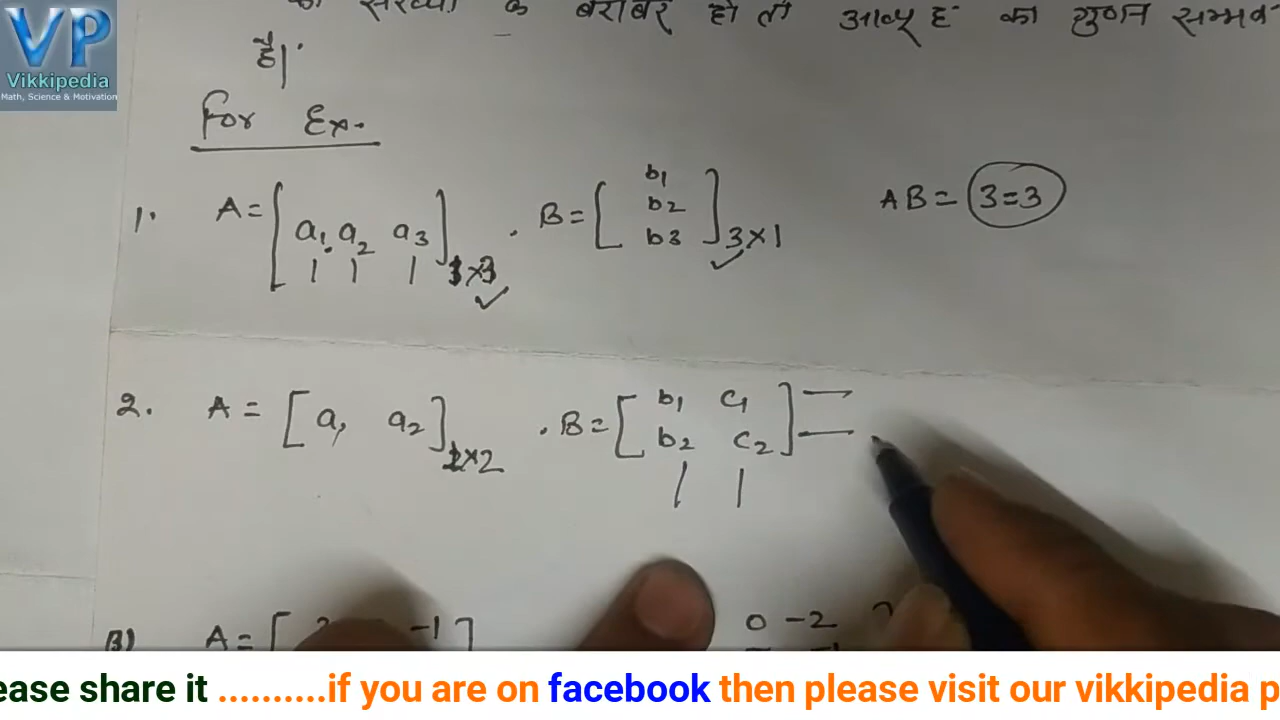 VP
Vikkipedia
Math, Science & Motivation
के बराबर हो तो आव्यूह का गुणन सम्भव
है।
For Ex.
1. A = [ a1 a2 a3 ] 1×3 . B = [ b1 b2 b3 ] 3×1 AB = 3=3
2. A = [ a1 a2 ] 1×2 . B = [ b1 c1
b2 c2 ]
A = [ -1 ] 0 -2
ease share it ..........if you are on facebook then please visit our vikkipedia p